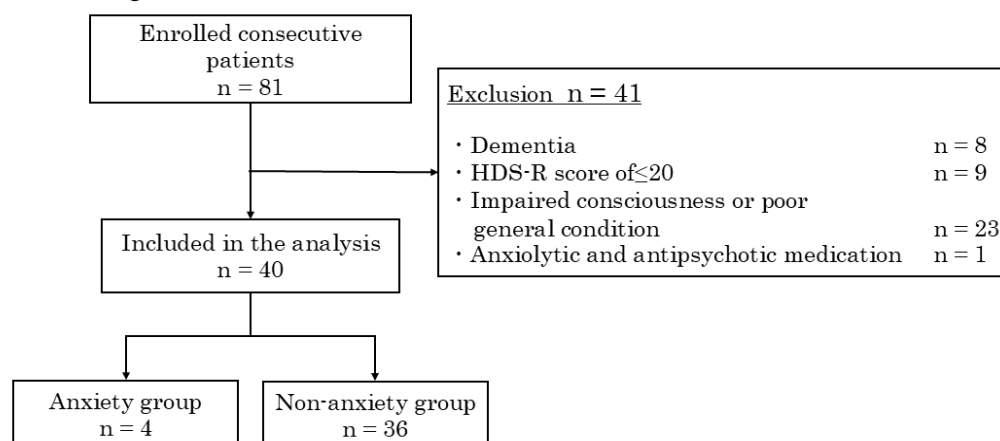 Enrolled consecutive
patients
n = 81
Exclusion n = 41
・Dementia n = 8
・HDS-R score of≤20 n = 9
・Impaired consciousness or poor
general condition n = 23
・Anxiolytic and antipsychotic medication n = 1
Included in the analysis
n = 40
Anxiety group
n = 4
Non-anxiety group
n = 36